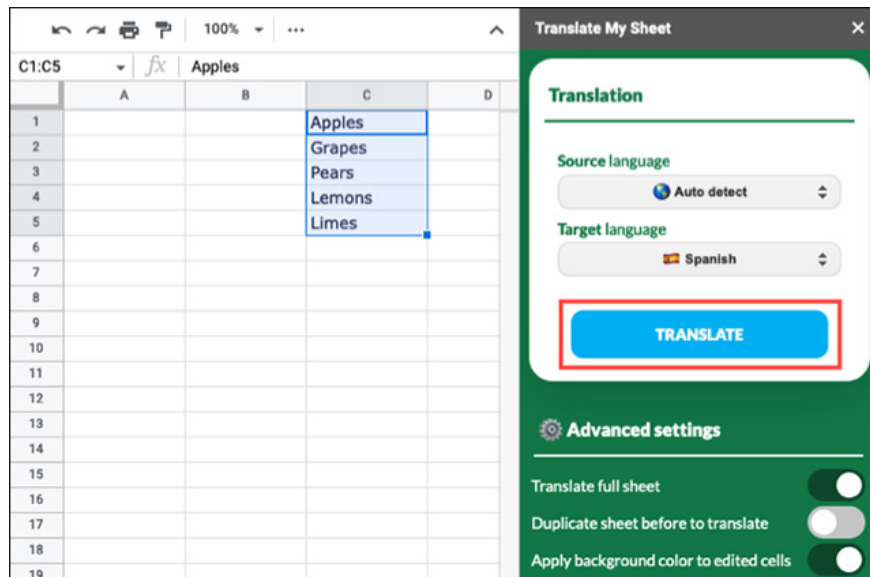 100%
Translate My Sheet
C1:C5
fx
Apples
A B C D
1 Apples
2 Grapes
3 Pears
4 Lemons
5 Limes
6
7
8
9
10
11
12
13
14
15
16
17
18
19
Translation
Source language
Auto detect
Target language
Spanish
TRANSLATE
Advanced settings
Translate full sheet
Duplicate sheet before to translate
Apply background color to edited cells